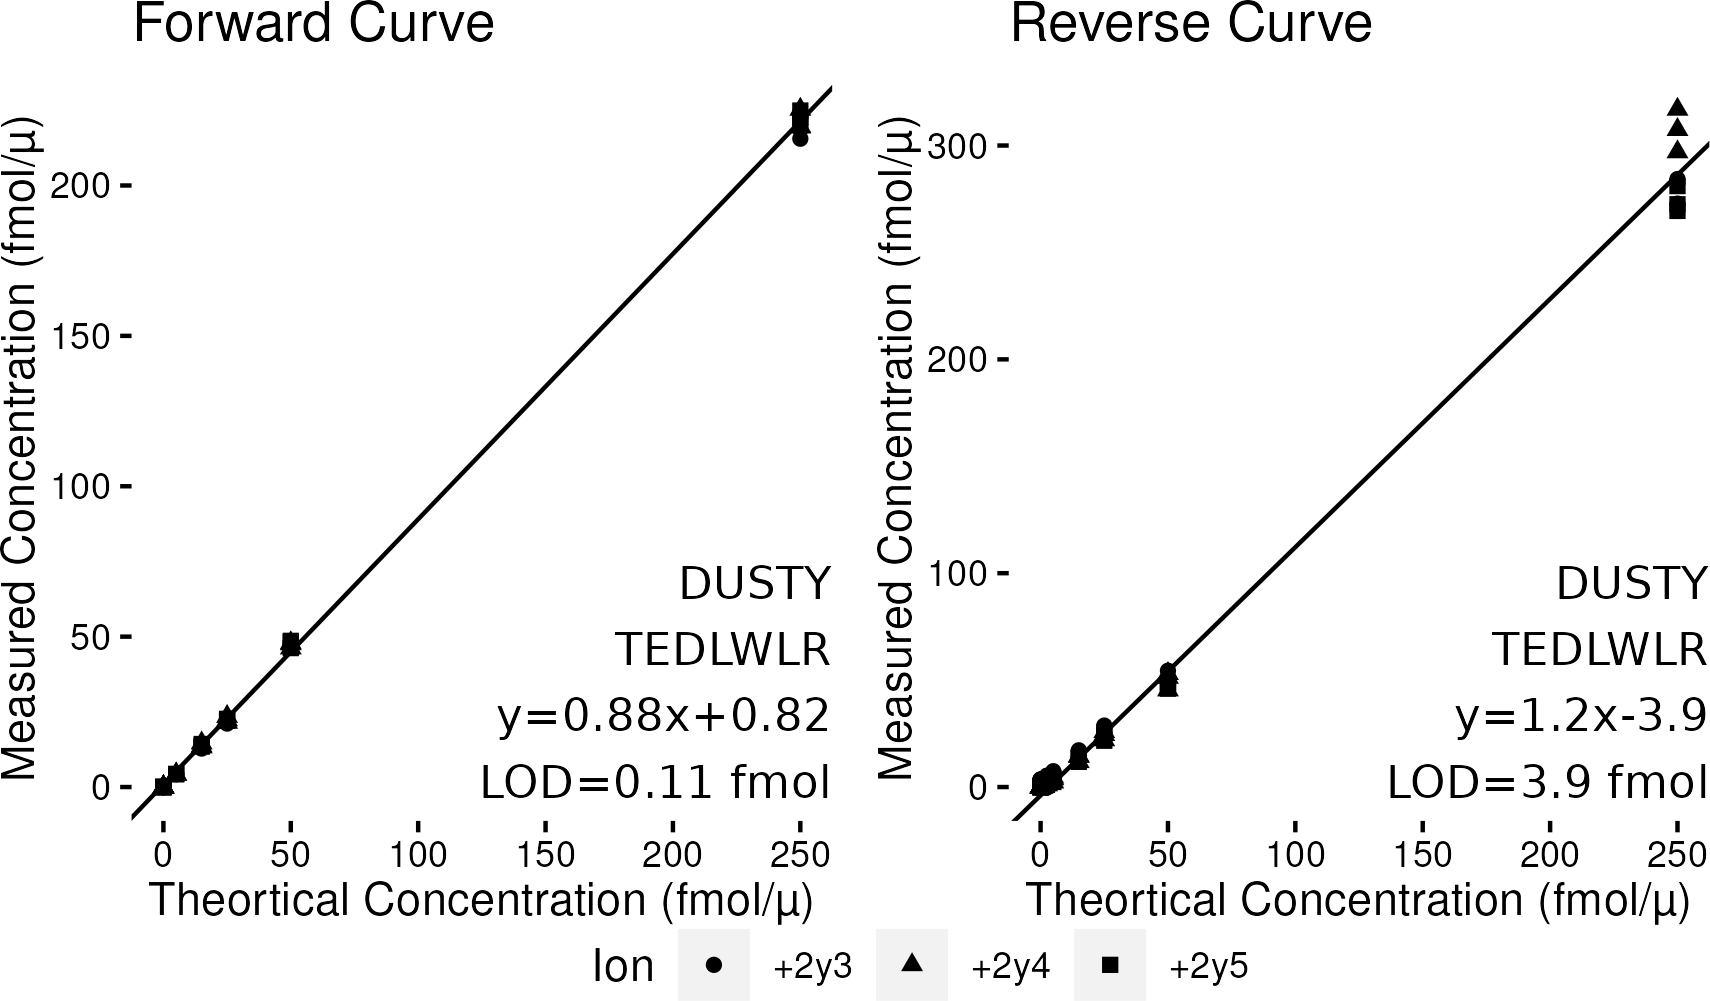 Forward Curve
Measured Concentration (fmol/µ)
200
150
100
50
0
DUSTY
TEDLWLR
y=0.88x+0.82
LOD=0.11 fmol
0 50 100 150 200 250
Theortical Concentration (fmol/µ)
Reverse Curve
Measured Concentration (fmol/µ)
300
200
100
0
DUSTY
TEDLWLR
y=1.2x-3.9
LOD=3.9 fmol
0 50 100 150 200 250
Theortical Concentration (fmol/µ)
Ion +2y3 +2y4 +2y5